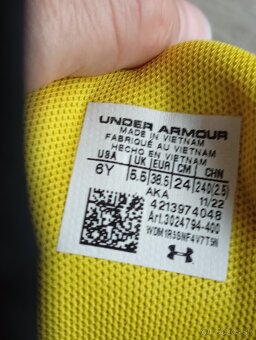 UNDER ARMOUR
MADE IN VIETNAM
FABRIQUÉ AU VIETNAM
HECHO EN VIETNAM
USA UK EUR CM CHN
6Y 5.5 38.5 24 240(2.5)
AKA 11/22
4213974048
Art.3024794-400